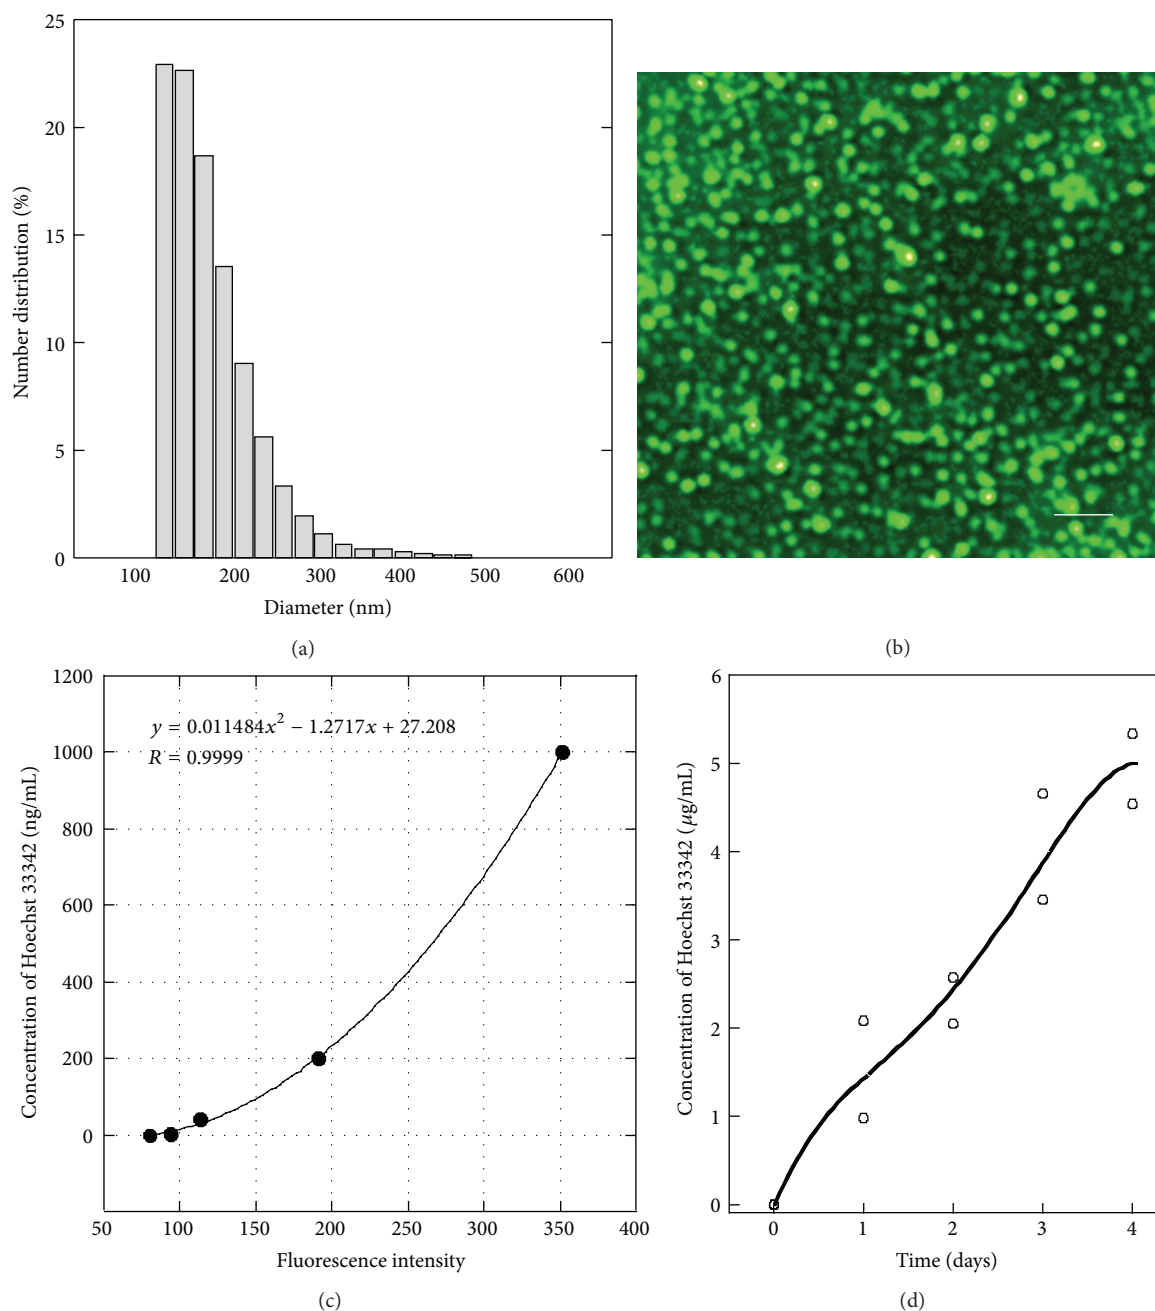 25
20
15
10
5
0
Number distribution (%)
100 200 300 400 500 600
Diameter (nm)
(a)
(b)
1200
1000
800
600
400
200
0
Concentration of Hoechst 33342 (ng/mL)
y = 0.011484x² − 1.2717x + 27.208
R = 0.9999
50 100 150 200 250 300 350 400
Fluorescence intensity
(c)
6
5
4
3
2
1
0
Concentration of Hoechst 33342 (μg/mL)
0 1 2 3 4
Time (days)
(d)